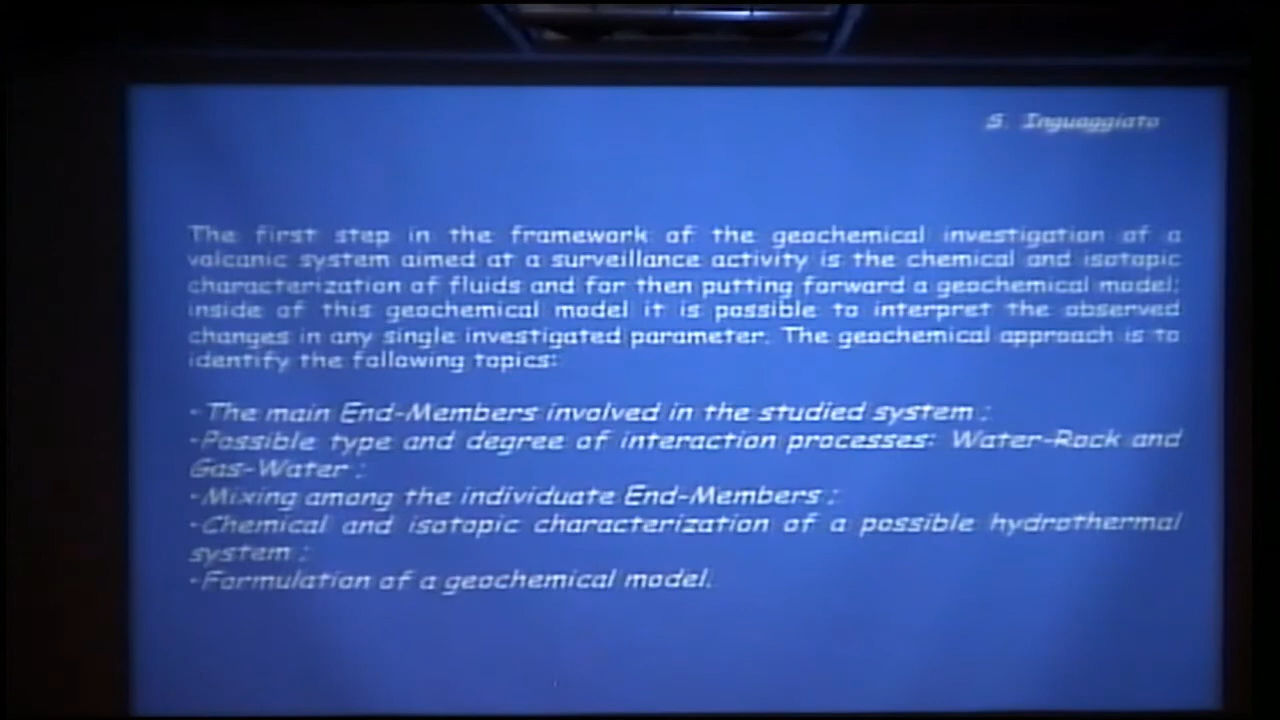 S. Inguaggiato
The first step in the framework of the geochemical investigation of a
volcanic system aimed at a surveillance activity is the chemical and isotopic
characterization of fluids and for then putting forward a geochemical model;
inside of this geochemical model it is possible to interpret the observed
changes in any single investigated parameter. The geochemical approach is to
identify the following topics:
-The main End-Members involved in the studied system ;
-Possible type and degree of interaction processes: Water-Rock and
Gas-Water ;
-Mixing among the individuate End-Members ;
-Chemical and isotopic characterization of a possible hydrothermal
system ;
-Formulation of a geochemical model.